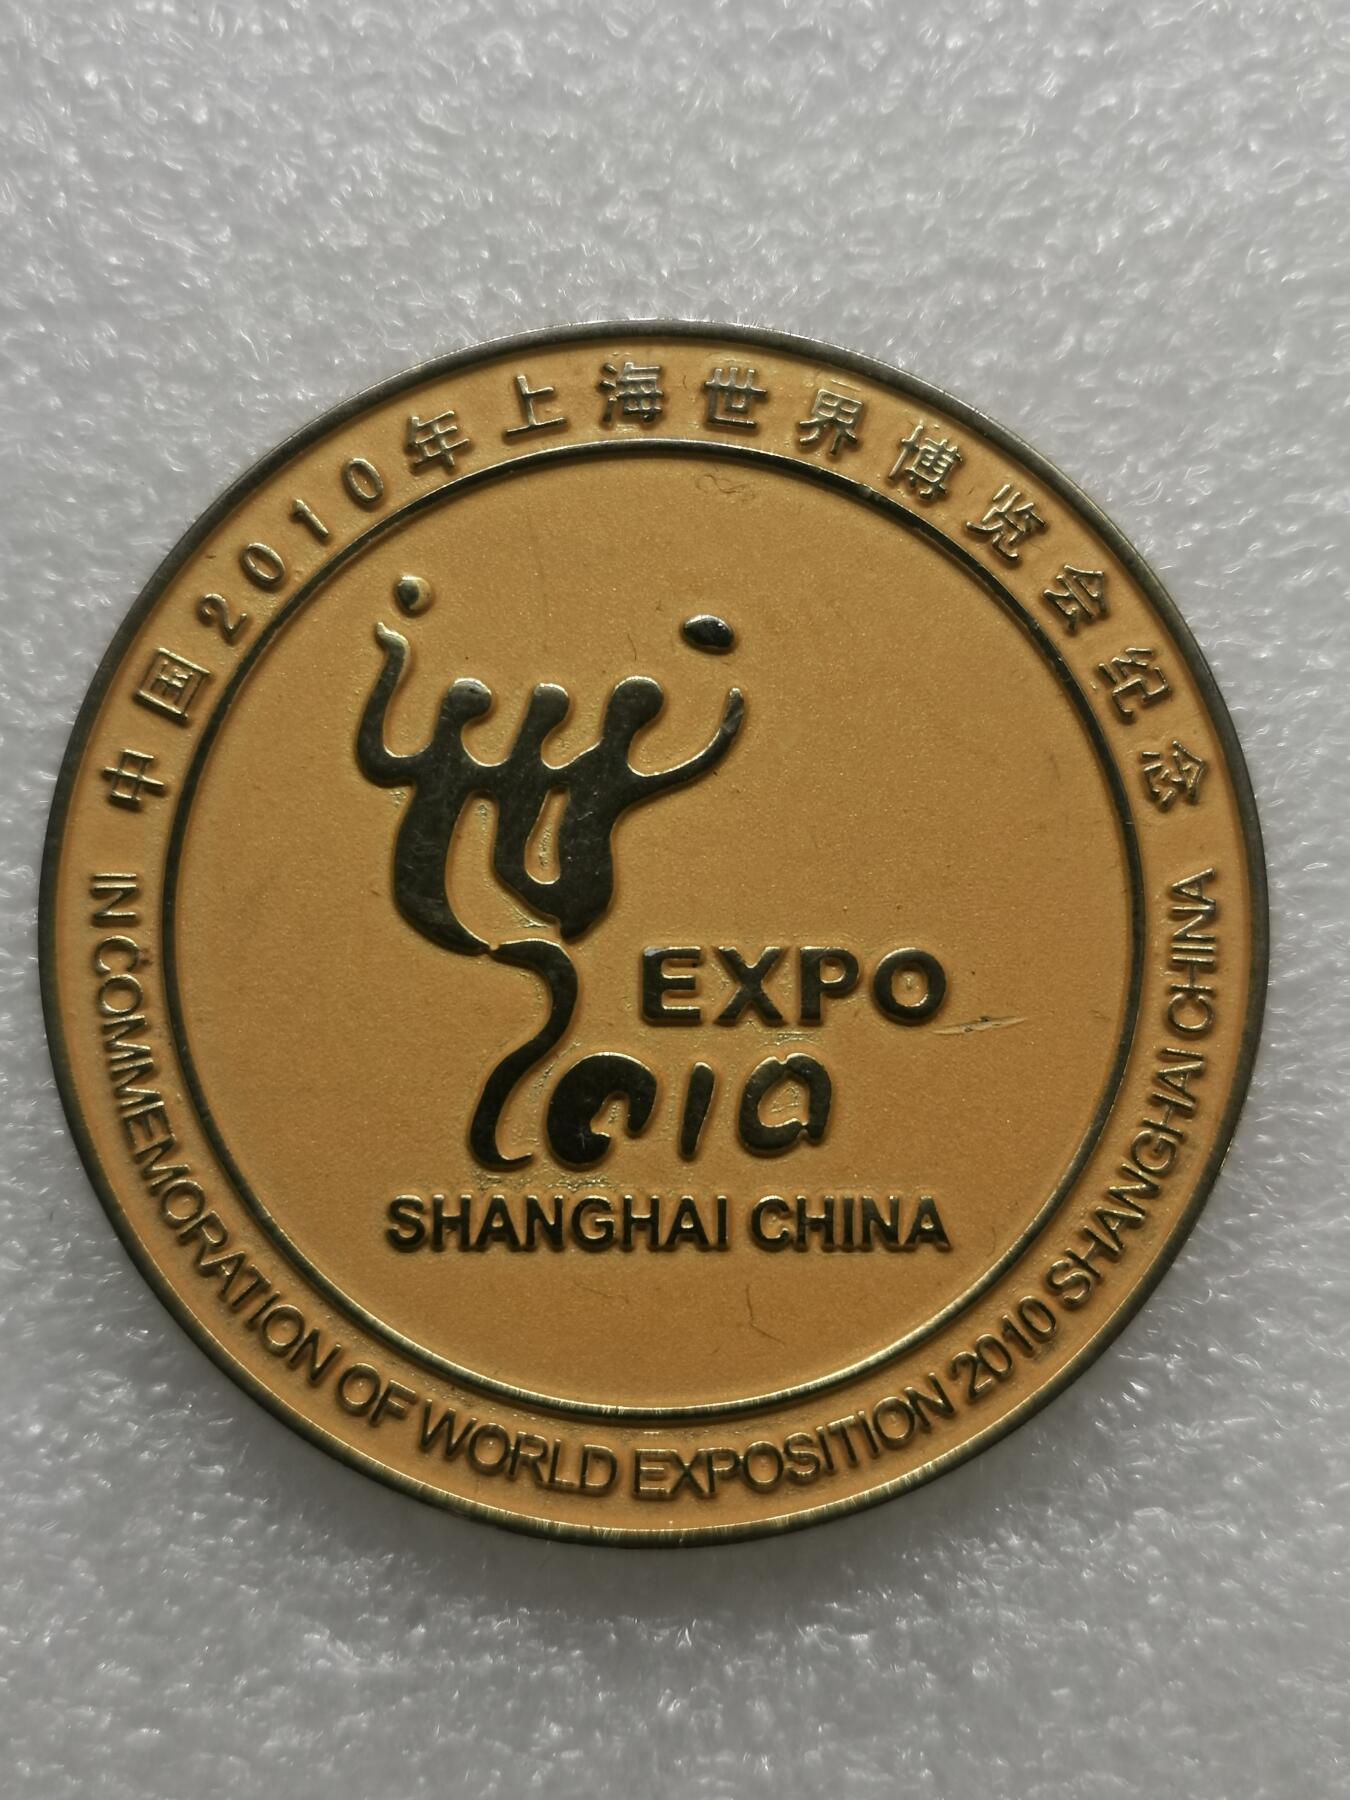 中国2010年上海世界博览会纪念
EXPO
2010
SHANGHAI CHINA
IN COMMEMORATION OF WORLD EXPOSITION 2010 SHANGHAI CHINA